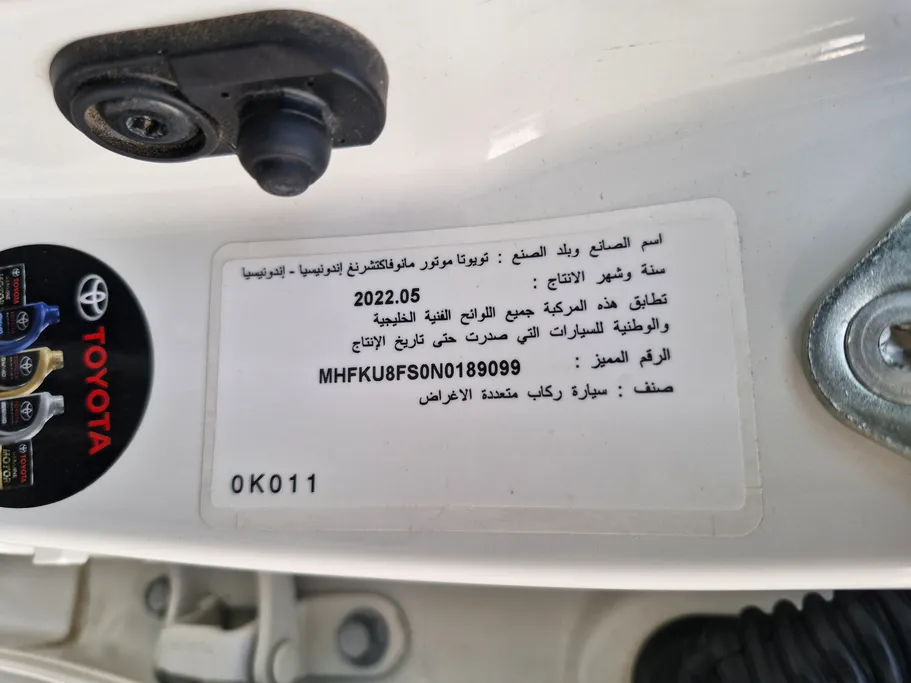 اسم الصانع وبلد الصنع : تويوتا موتور مانوفاكتشرنغ إندونيسيا - إندونيسيا
سنة وشهر الانتاج :
2022.05
تطابق هذه المركبة جميع اللوائح الفنية الخليجية
والوطنية للسيارات التي صدرت حتى تاريخ الإنتاج
الرقم المميز : MHFKU8FS0N0189099
صنف : سيارة ركاب متعددة الاغراض
0K011
TOYOTA